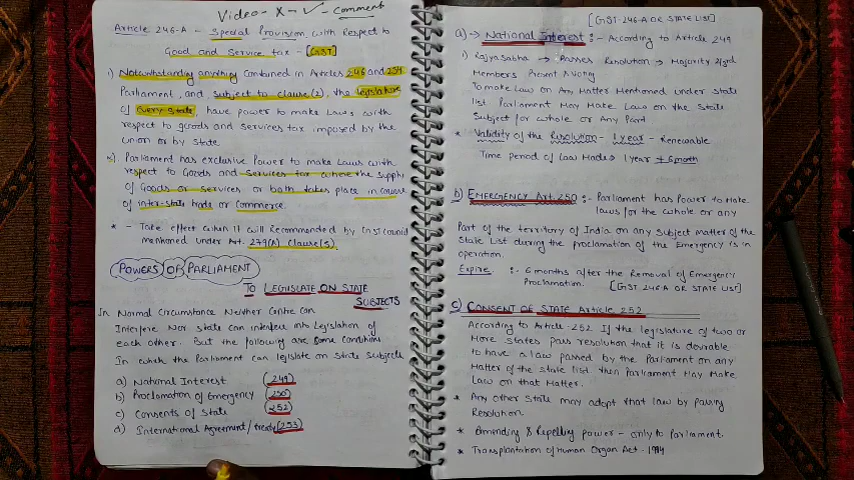 Video - X - ✓ - Comment
Article 246-A - Special Provision with Respect to
Good and Service tax - [GST]
i) Notwithstanding anything Combined in Articles 246 and 254
Parliament, and subject to clause(2), the legislature
of Every State, have power to make Laws with
respect to goods and Services tax imposed by the
union or by state
Parliament has exclusive Power to make Laws with
respect to Goods and Services tax where the supply
of Goods or Services or both takes place in course
of inter-state trade or Commerce.
* - Take effect when it will Recommended by GST Council
mentioned under Art. 279(A) Clause(5).
POWERS OF PARLIAMENT
TO LEGISLATE ON STATE
SUBJECTS
In Normal Circumstance Neither Centre Can
Interfere Nor State can Interfere into Legislation of
each other. But the following are Some Conditions
In which the Parliament can legislate on State subjects
a) National Interest (249)
b) Proclamation of Emergency (250)
c) Consents of State (252)
d) International Agreement/treaty (253)
[GST-246-A OR STATE LIST]
a) → National Interest :- According to Article 249
i) Rajya Sabha → Passes Resolution → Majority 2/3rd
Members Present & Voting
To make Law on Any Matter Mentioned under State
list Parliament May Make Law on the State
Subject for whole or Any Part
* Validity of the Resolution - 1 year - Renewable
Time period of Law Made → 1 year + 6 month
b) EMERGENCY Art. 250 :- Parliament has Power to Make
laws for the whole or any
Part of the territory of India on any Subject matter of the
State List during the proclamation of the Emergency is in
operation.
Expire :- 6 months after the Removal of Emergency
Proclamation. [GST 246-A OR STATE LIST]
c) CONSENT OF STATE Article 252
According to Article - 252 If the legislature of two or
More states pass resolution that it is desirable
to have a law passed by the Parliament on any
Matter of the state list then Parliament May Make
Law on that Matter.
* Any other State may adopt that law by passing
Resolution.
* Amending & Repelling power - only to Parliament.
* Transplantation of Human Organ Act - 1994